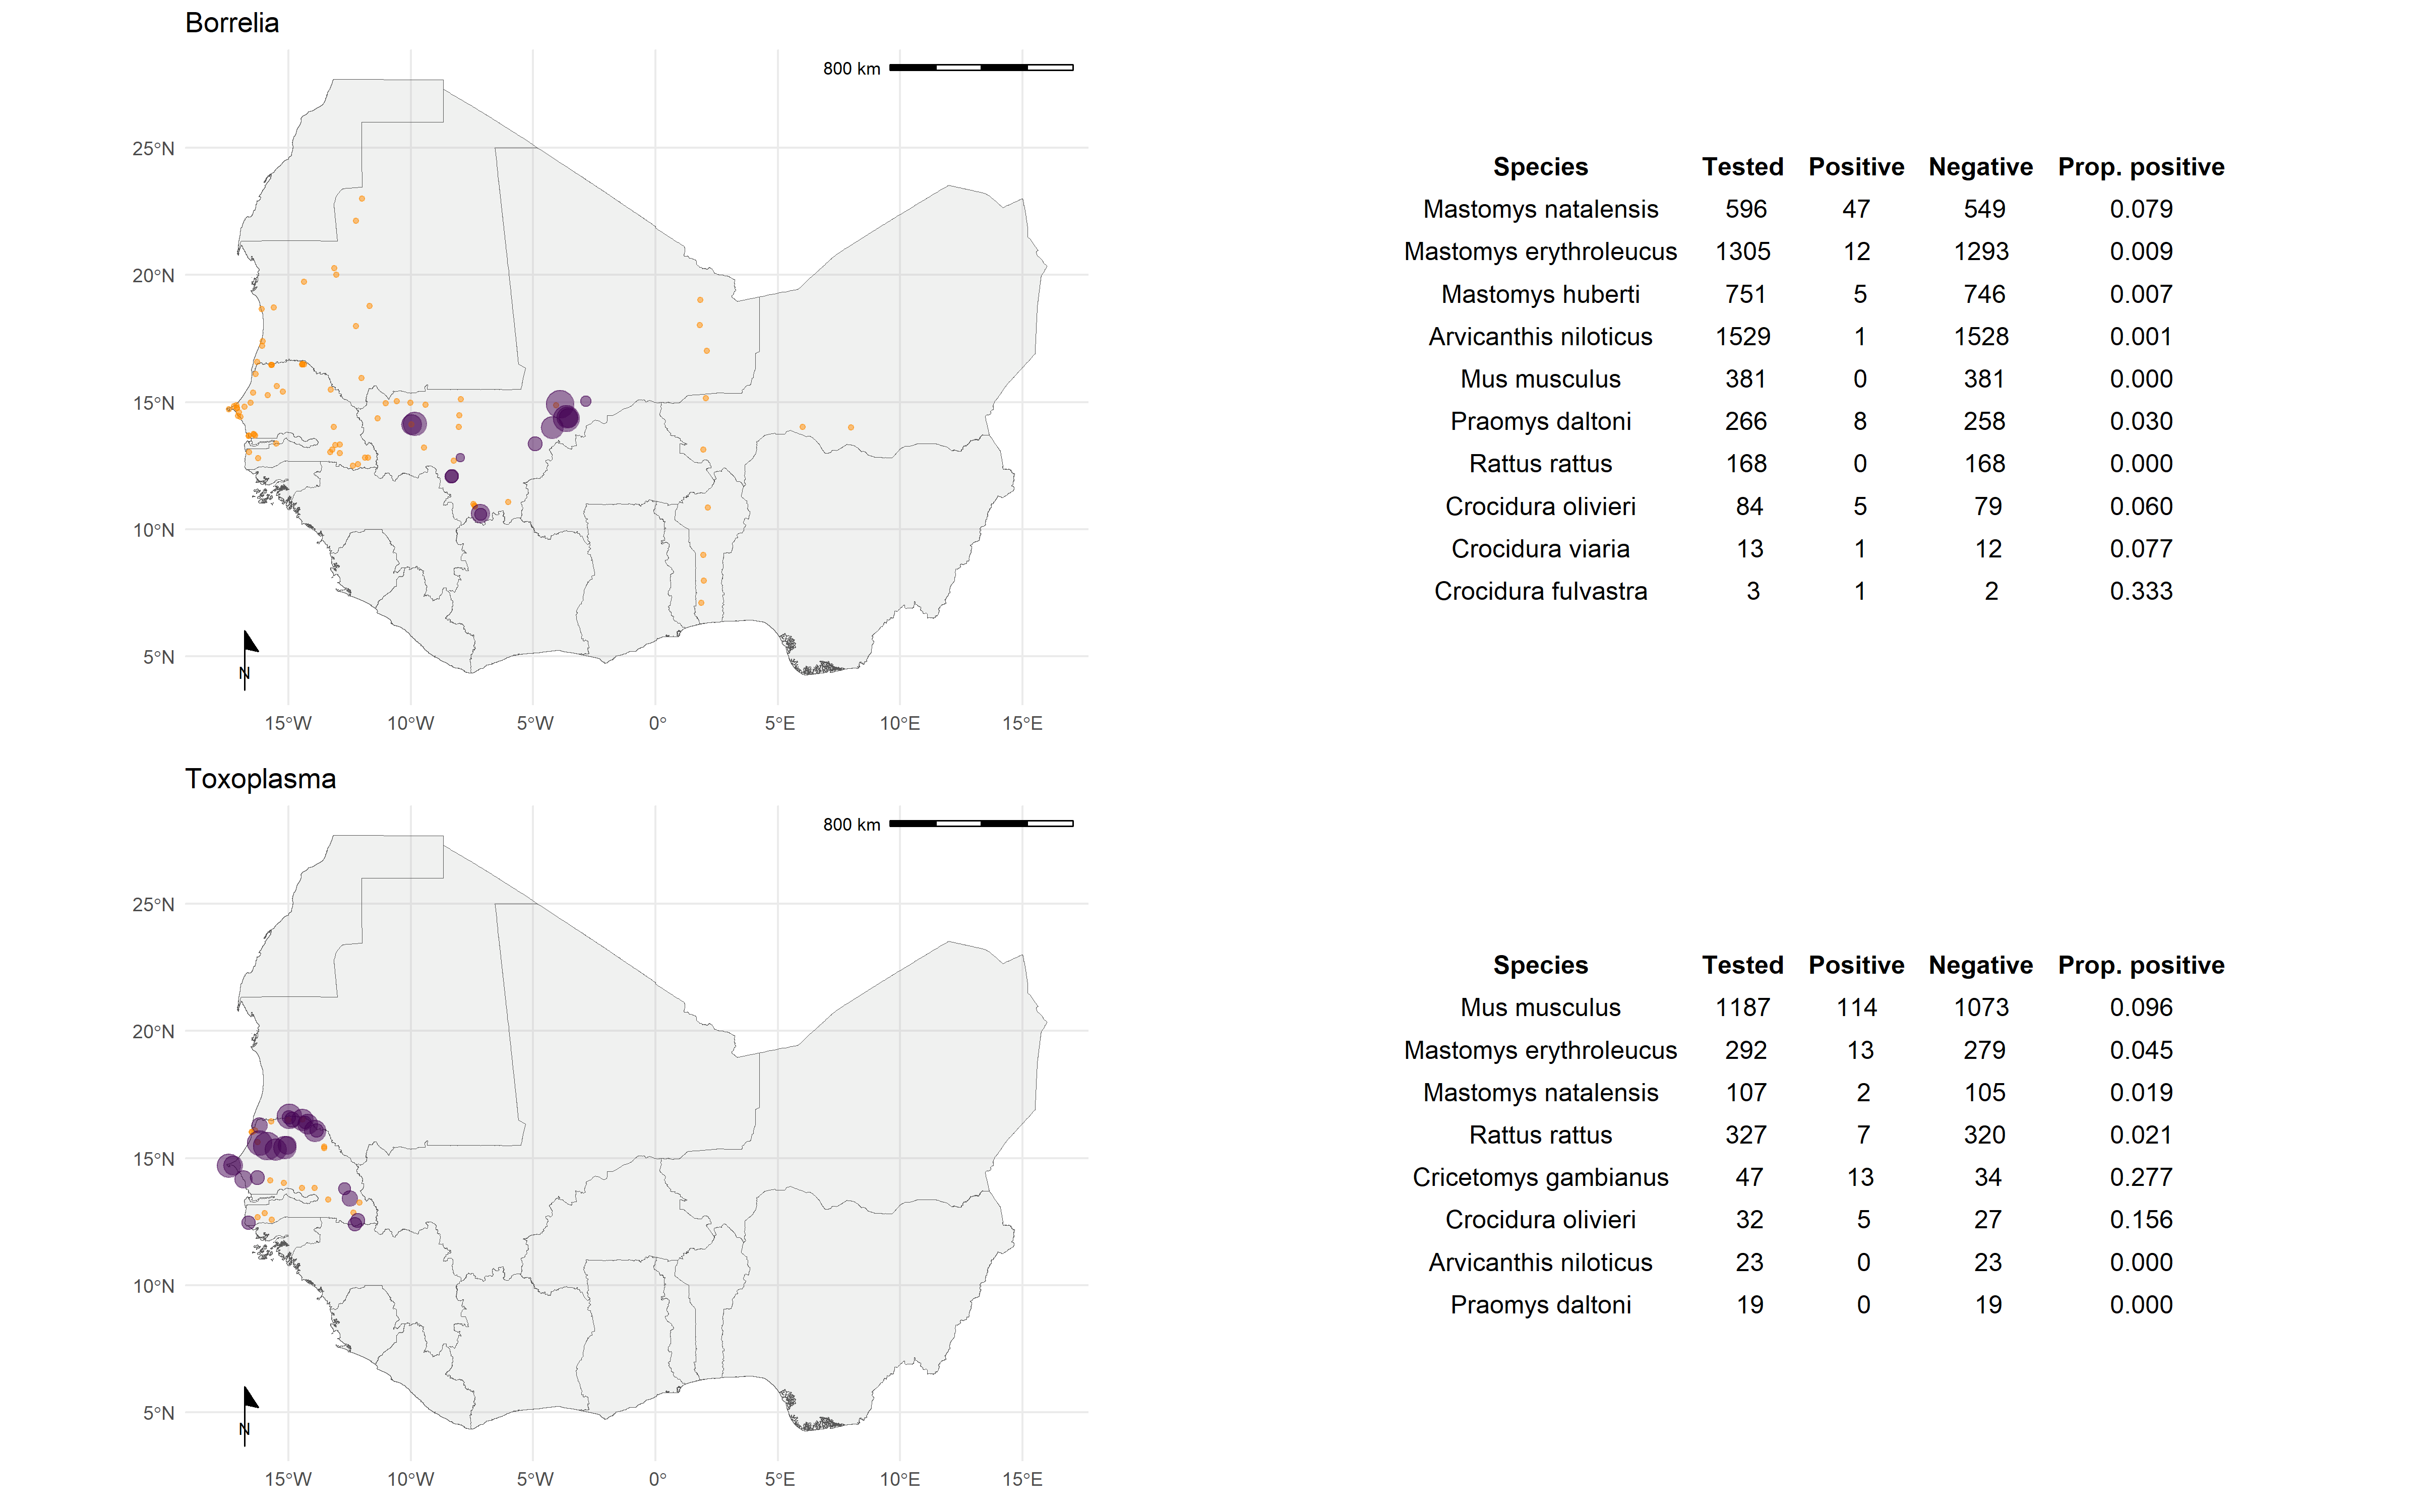 Borrelia
800 km
25°N
20°N
15°N
10°N
5°N
N
15°W 10°W 5°W 0° 5°E 10°E 15°E
Species Tested Positive Negative Prop. positive
Mastomys natalensis 596 47 549 0.079
Mastomys erythroleucus 1305 12 1293 0.009
Mastomys huberti 751 5 746 0.007
Arvicanthis niloticus 1529 1 1528 0.001
Mus musculus 381 0 381 0.000
Praomys daltoni 266 8 258 0.030
Rattus rattus 168 0 168 0.000
Crocidura olivieri 84 5 79 0.060
Crocidura viaria 13 1 12 0.077
Crocidura fulvastra 3 1 2 0.333
Toxoplasma
800 km
25°N
20°N
15°N
10°N
5°N
N
15°W 10°W 5°W 0° 5°E 10°E 15°E
Species Tested Positive Negative Prop. positive
Mus musculus 1187 114 1073 0.096
Mastomys erythroleucus 292 13 279 0.045
Mastomys natalensis 107 2 105 0.019
Rattus rattus 327 7 320 0.021
Cricetomys gambianus 47 13 34 0.277
Crocidura olivieri 32 5 27 0.156
Arvicanthis niloticus 23 0 23 0.000
Praomys daltoni 19 0 19 0.000